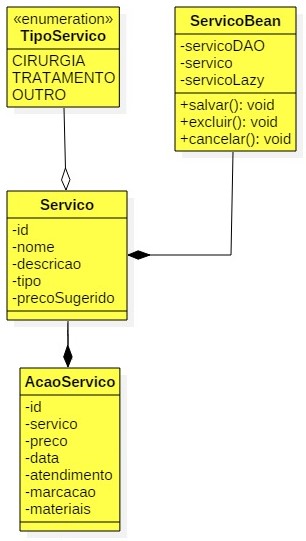 «enumeration»
TipoServico
CIRURGIA
TRATAMENTO
OUTRO
ServicoBean
-servicoDAO
-servico
-servicoLazy
+salvar(): void
+excluir(): void
+cancelar(): void
Servico
-id
-nome
-descricao
-tipo
-precoSugerido
AcaoServico
-id
-servico
-preco
-data
-atendimento
-marcacao
-materiais